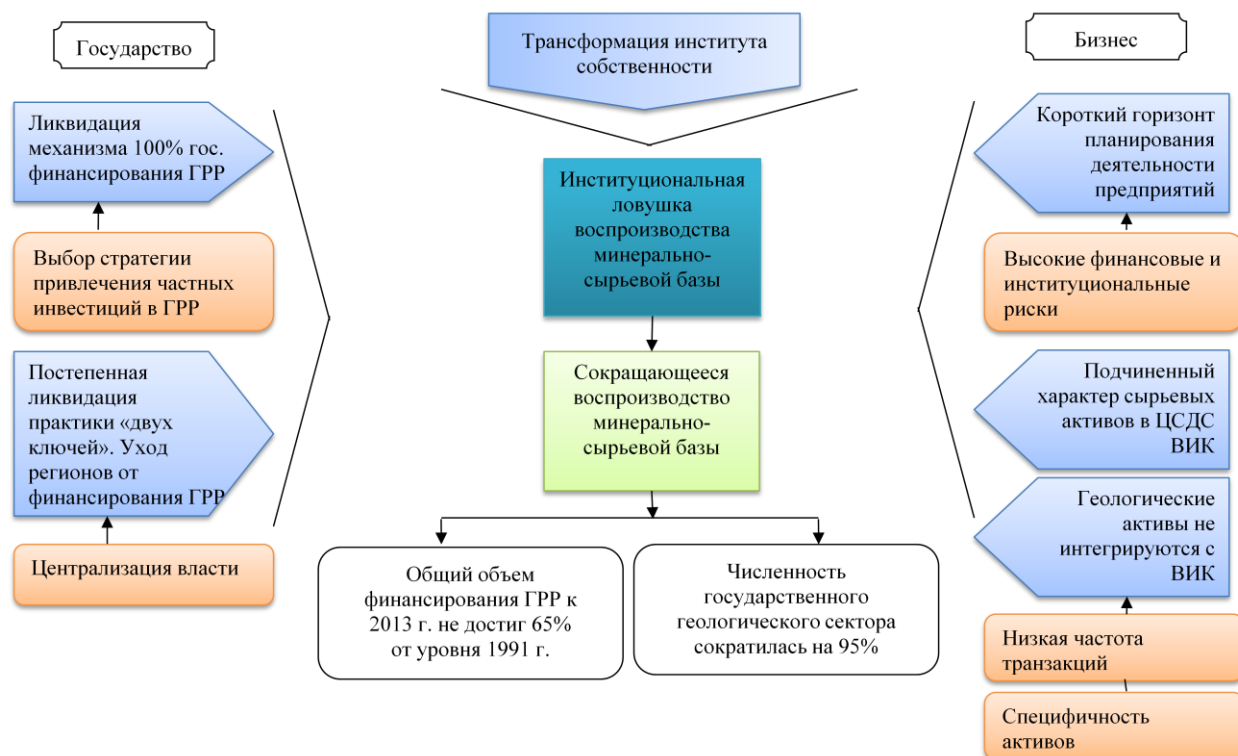 Государство
Трансформация института
собственности
Бизнес
Ликвидация
механизма 100% гос.
финансирования ГРР
Выбор стратегии
привлечения частных
инвестиций в ГРР
Постепенная
ликвидация
практики «двух
ключей». Уход
регионов от
финансирования ГРР
Централизация власти
Институциональная
ловушка
воспроизводства
минерально-
сырьевой базы
Сокращающееся
воспроизводство
минерально-
сырьевой базы
Общий объем
финансирования ГРР к
2013 г. не достиг 65%
от уровня 1991 г.
Численность
государственного
геологического сектора
сократилась на 95%
Короткий горизонт
планирования
деятельности
предприятий
Высокие финансовые и
институциональные
риски
Подчиненный
характер сырьевых
активов в ЦСДС
ВИК
Геологические
активы не
интегрируются с
ВИК
Низкая частота
транзакций
Специфичность
активов